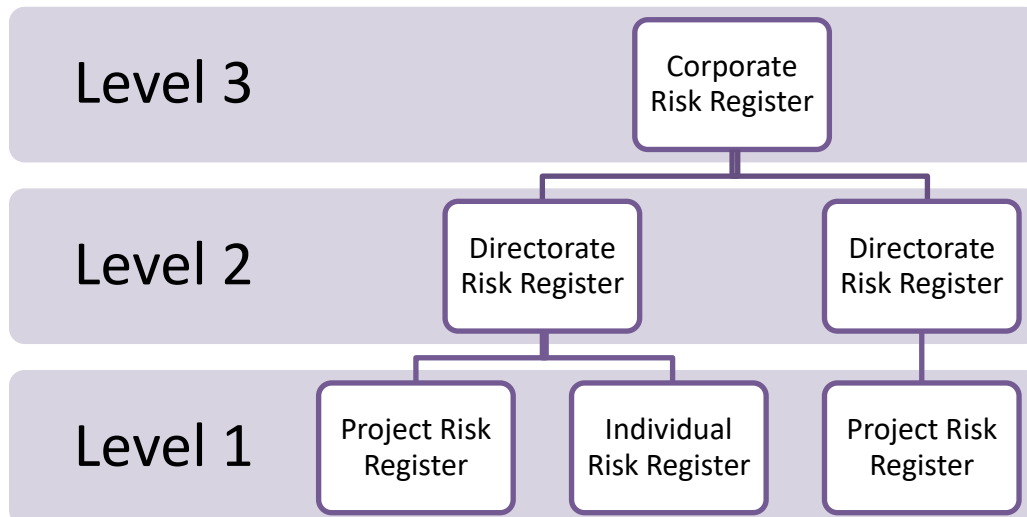 Level 3
Corporate
Risk Register
Level 2
Directorate
Risk Register
Directorate
Risk Register
Level 1
Project Risk
Register
Individual
Risk Register
Project Risk
Register